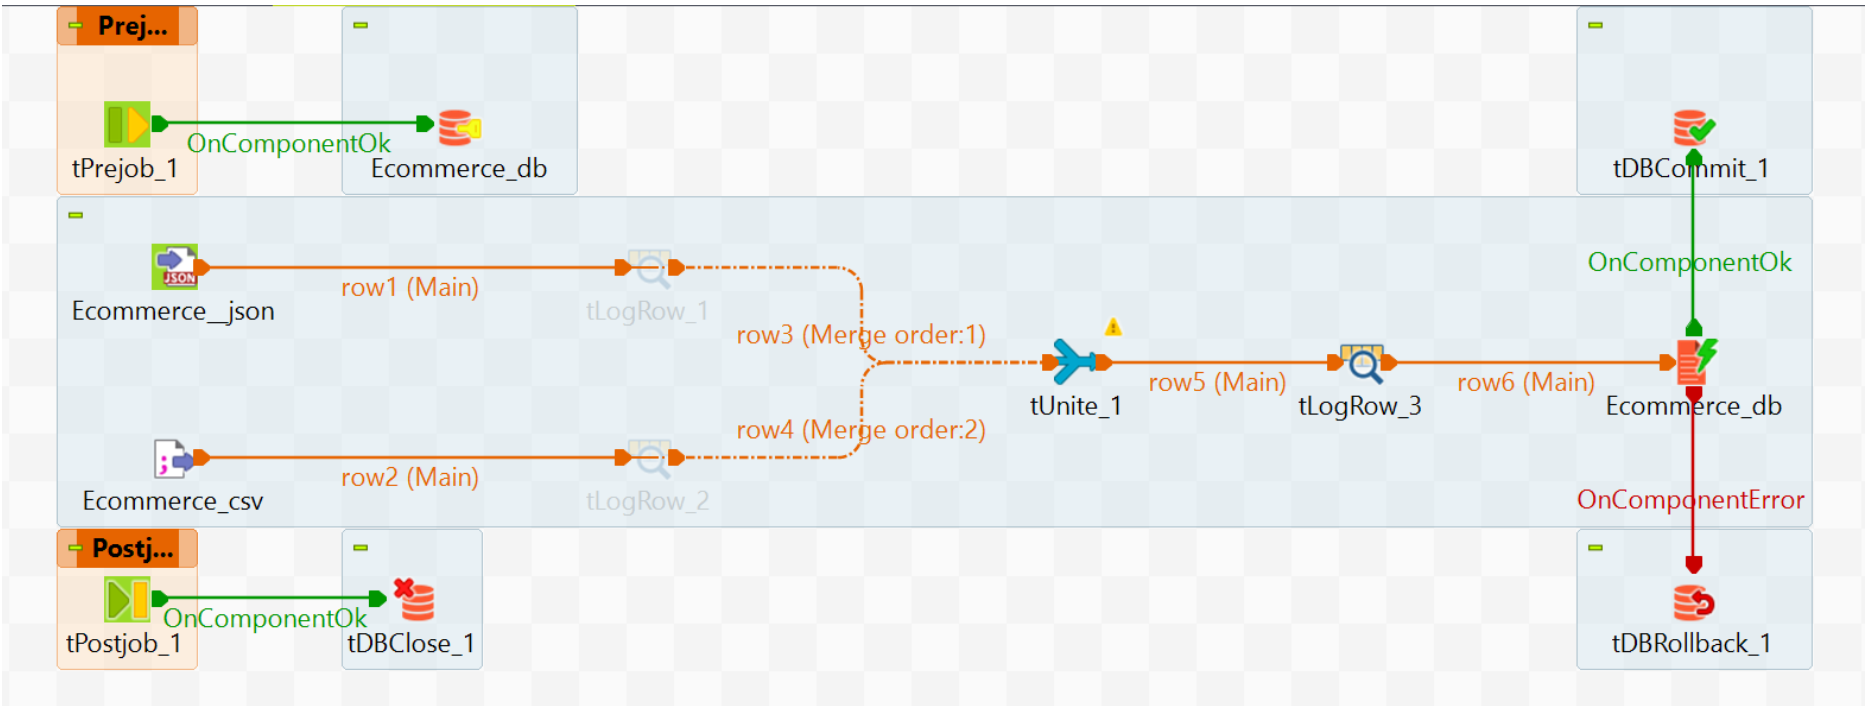 Prej...
OnComponentOk
tPrejob_1
Ecommerce_db
tDBCommit_1
OnComponentOk
JSON
row1 (Main)
Ecommerce__json
tLogRow_1
row3 (Merge order:1)
row5 (Main)
row6 (Main)
tUnite_1
tLogRow_3
Ecommerce_db
row4 (Merge order:2)
row2 (Main)
Ecommerce_csv
tLogRow_2
OnComponentError
Postj...
OnComponentOk
tPostjob_1
tDBClose_1
tDBRollback_1